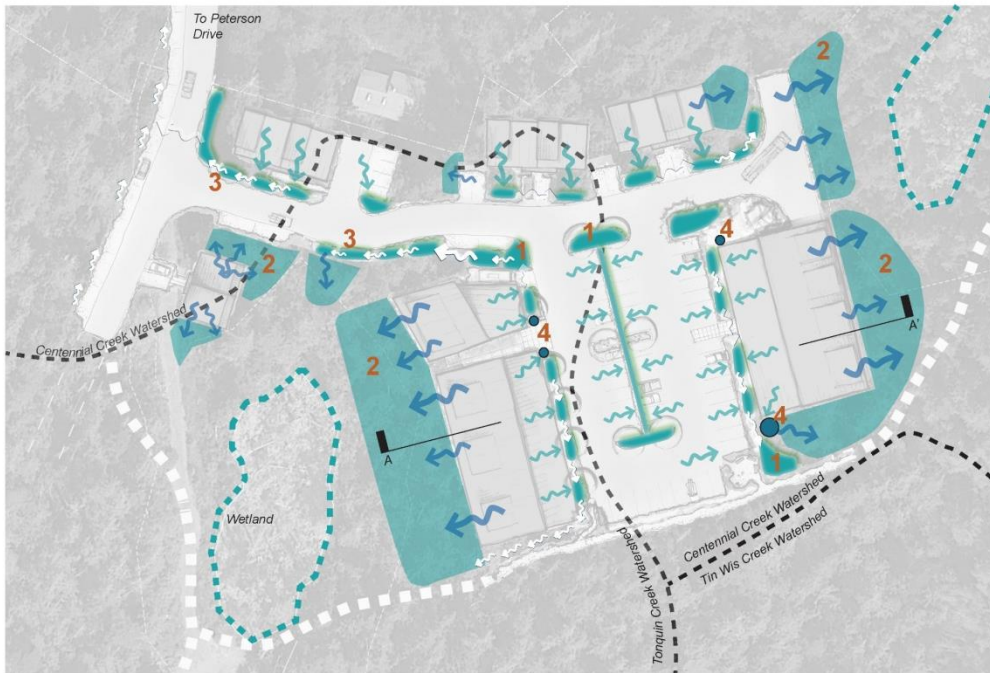 To Peterson
Drive
2
3
3
1
1
4
2
2
Centennial Creek Watershed
4
2
A'
4
A
1
Wetland
Centennial Creek Watershed
Tin Wis Creek Watershed
Tonquin Creek Watershed